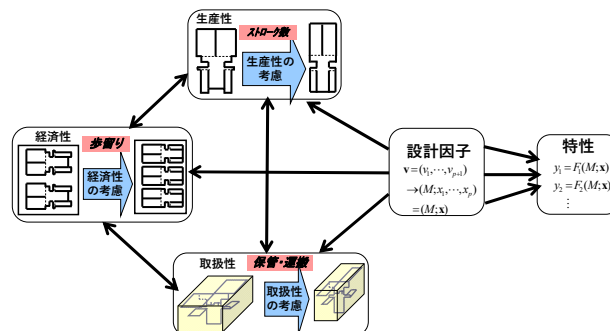 生産性
ストローク数
生産性の
考慮
経済性
歩留り
経済性
の考慮
設計因子
v=(v₁,⋯,vₚ₊₁)
→(M;x₁,⋯,xₚ)
=(M;x)
特性
y₁=F₁(M;x)
y₂=F₂(M;x)
⋮
取扱性
保管・運搬
取扱性
の考慮